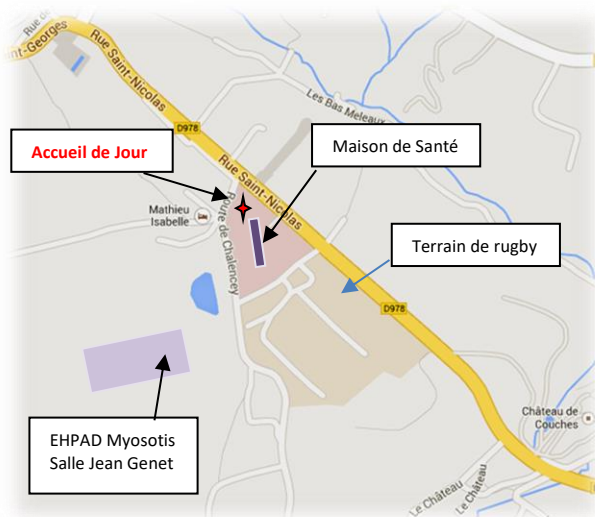 Rue de
Saint-Georges
Rue Saint-Nicolas
Les Bas Meleaux
D978
Accueil de Jour
Maison de Santé
Rue Saint-Nicolas
Mathieu
Isabelle
Route de Chalencey
Terrain de rugby
D978
EHPAD Myosotis
Salle Jean Genet
Château de
Couches
Le Château
Le Château